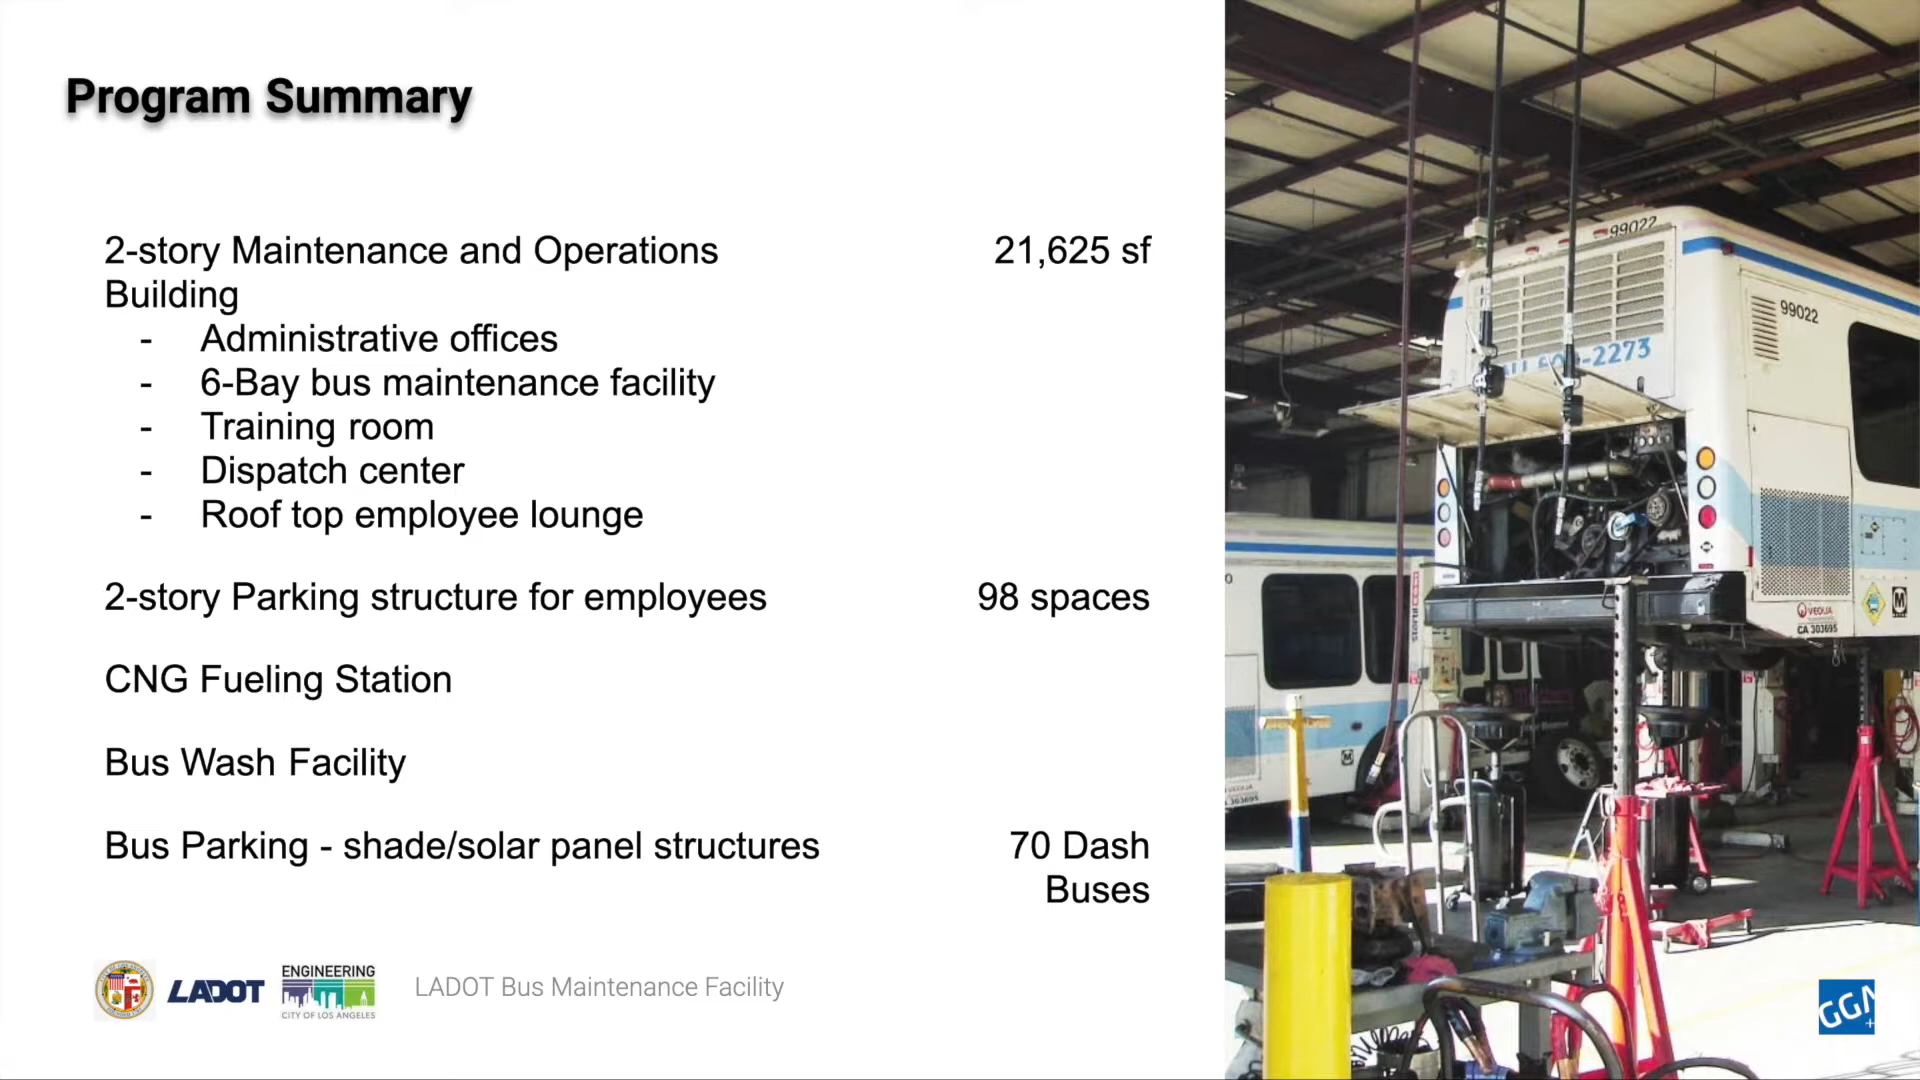 Program Summary
2-story Maintenance and Operations
Building
21,625 sf
- Administrative offices
- 6-Bay bus maintenance facility
- Training room
- Dispatch center
- Roof top employee lounge
2-story Parking structure for employees
98 spaces
CNG Fueling Station
Bus Wash Facility
Bus Parking - shade/solar panel structures
70 Dash
Buses
LADOT
ENGINEERING
CITY OF LOS ANGELES
LADOT Bus Maintenance Facility
99022
99022
-2273
VEOLIA
CA 303695
M
M
GGA
+